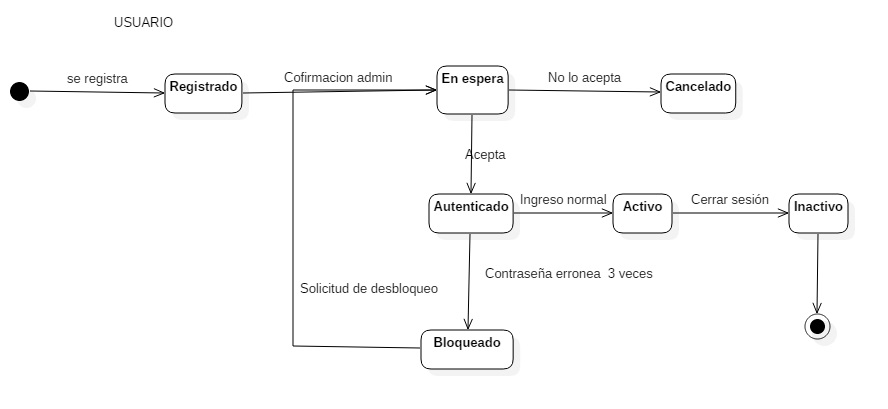 USUARIO
se registra
Registrado
Cofirmacion admin
En espera
No lo acepta
Cancelado
Acepta
Autenticado
Ingreso normal
Activo
Cerrar sesión
Inactivo
Contraseña erronea  3 veces
Solicitud de desbloqueo
Bloqueado